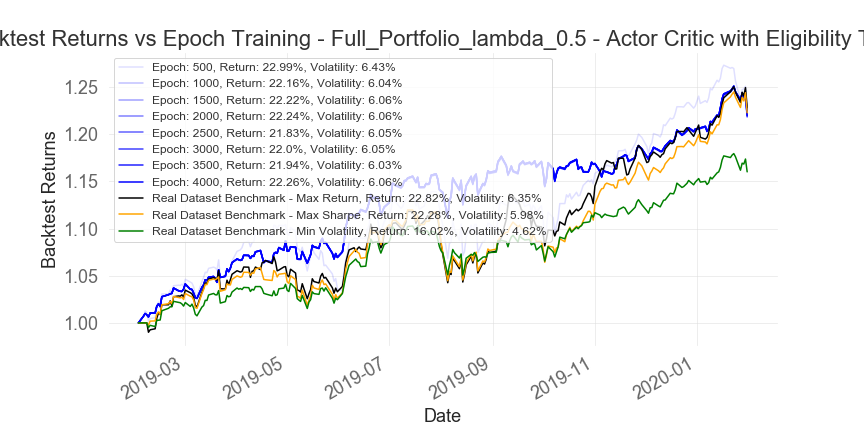 ktest Returns vs Epoch Training - Full_Portfolio_lambda_0.5 - Actor Critic with Eligibility T
Epoch: 500, Return: 22.99%, Volatility: 6.43%
Epoch: 1000, Return: 22.16%, Volatility: 6.04%
Epoch: 1500, Return: 22.22%, Volatility: 6.06%
Epoch: 2000, Return: 22.24%, Volatility: 6.06%
Epoch: 2500, Return: 21.83%, Volatility: 6.05%
Epoch: 3000, Return: 22.0%, Volatility: 6.05%
Epoch: 3500, Return: 21.94%, Volatility: 6.03%
Epoch: 4000, Return: 22.26%, Volatility: 6.06%
Real Dataset Benchmark - Max Return, Return: 22.82%, Volatility: 6.35%
Real Dataset Benchmark - Max Sharpe, Return: 22.28%, Volatility: 5.98%
Real Dataset Benchmark - Min Volatility, Return: 16.02%, Volatility: 4.62%
Backtest Returns
1.25
1.20
1.15
1.10
1.05
1.00
2019-03
2019-05
2019-07
2019-09
2019-11
2020-01
Date